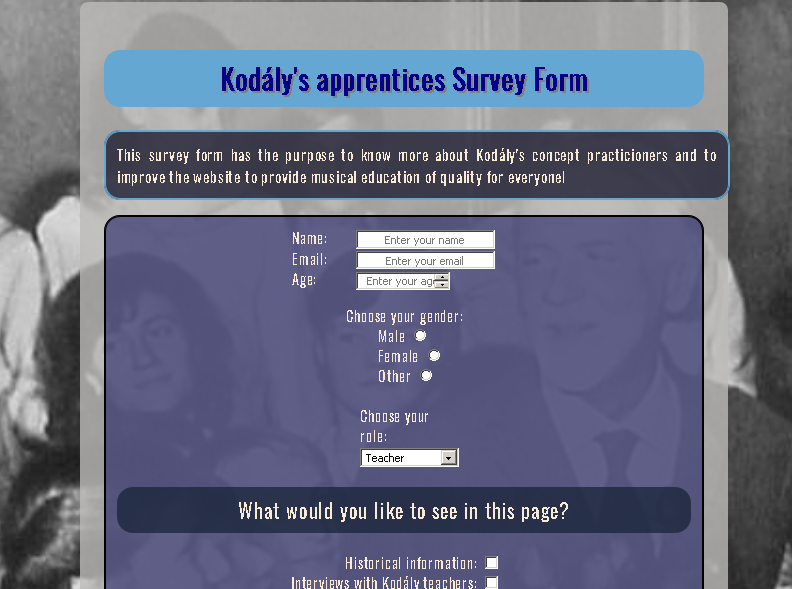 Kodály's apprentices Survey Form
This survey form has the purpose to know more about Kodály's concept practicioners and to
improve the website to provide musical education of quality for everyone!
Name: Enter your name
Email: Enter your email
Age: Enter your ag
Choose your gender:
Male
Female
Other
Choose your
role:
Teacher
What would you like to see in this page?
Historical information:
Interviews with Kodály teachers: